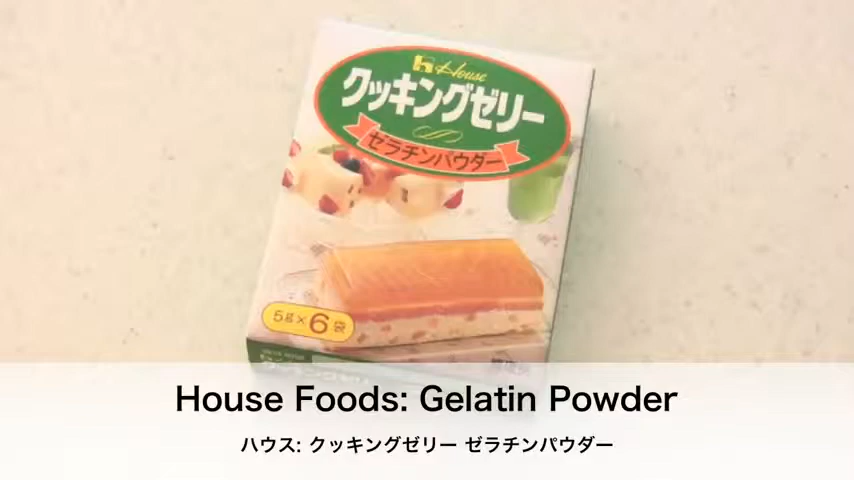 House
クッキングゼリー
ゼラチンパウダー
5g×6袋
House Foods: Gelatin Powder
ハウス: クッキングゼリー ゼラチンパウダー